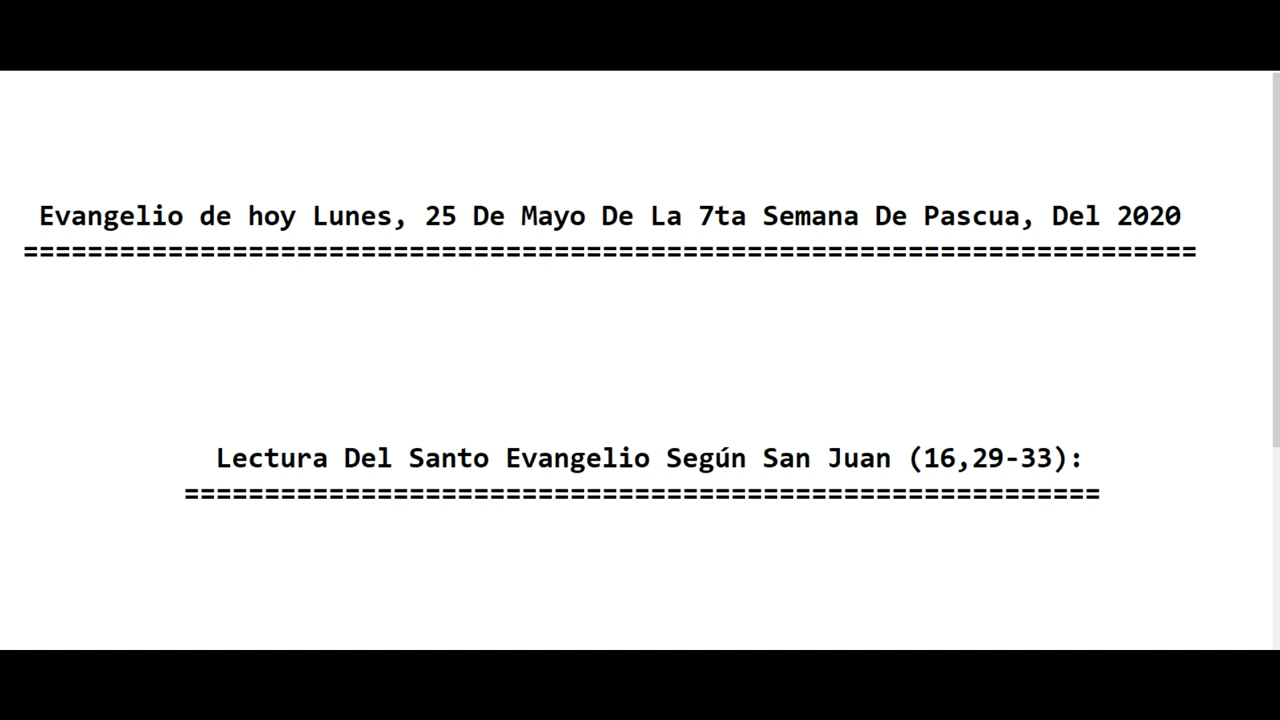 Evangelio de hoy Lunes, 25 De Mayo De La 7ta Semana De Pascua, Del 2020
=========================================================================
Lectura Del Santo Evangelio Según San Juan (16,29-33):
=========================================================